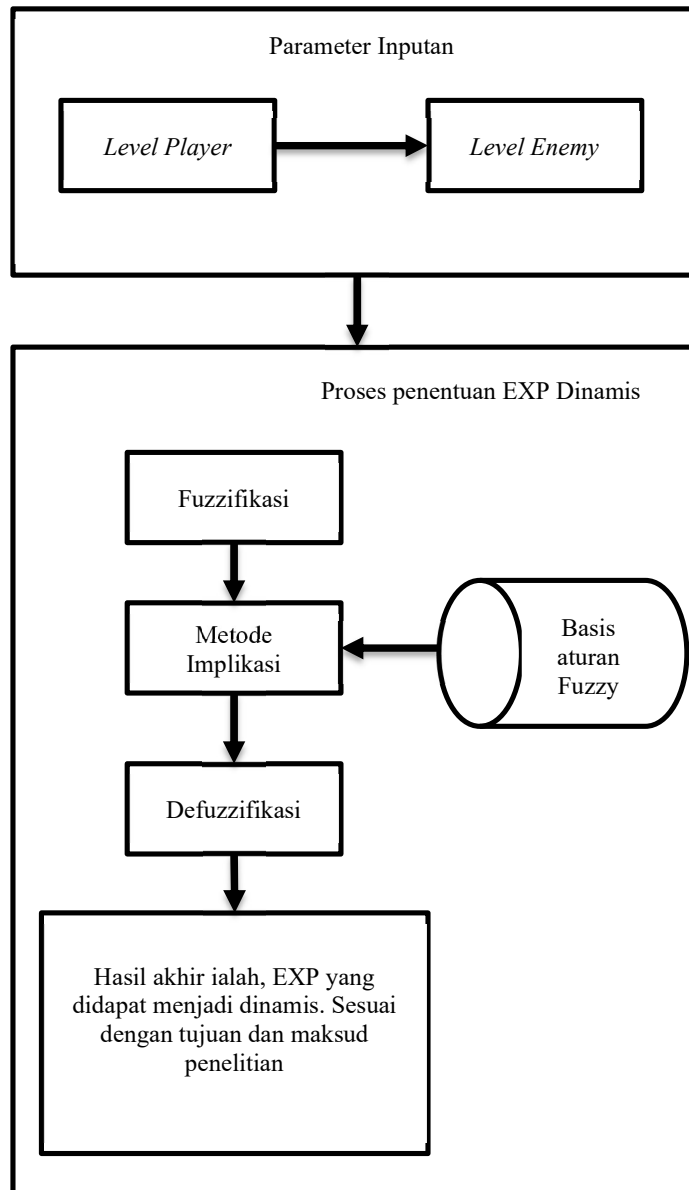 Parameter Inputan
Level Player
Level Enemy
Proses penentuan EXP Dinamis
Fuzzifikasi
Metode
Implikasi
Basis
aturan
Fuzzy
Defuzzifikasi
Hasil akhir ialah, EXP yang
didapat menjadi dinamis. Sesuai
dengan tujuan dan maksud
penelitian